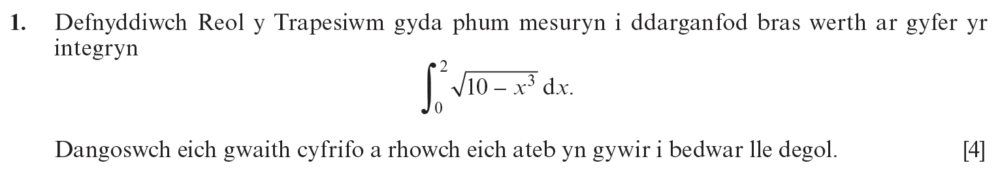 1. Defnyddiwch Reol y Trapesiwm gyda phum mesuryn i ddarganfod bras werth ar gyfer yr
integryn
∫₀² √(10 – x³) dx.
Dangoswch eich gwaith cyfrifo a rhowch eich ateb yn gywir i bedwar lle degol. [4]